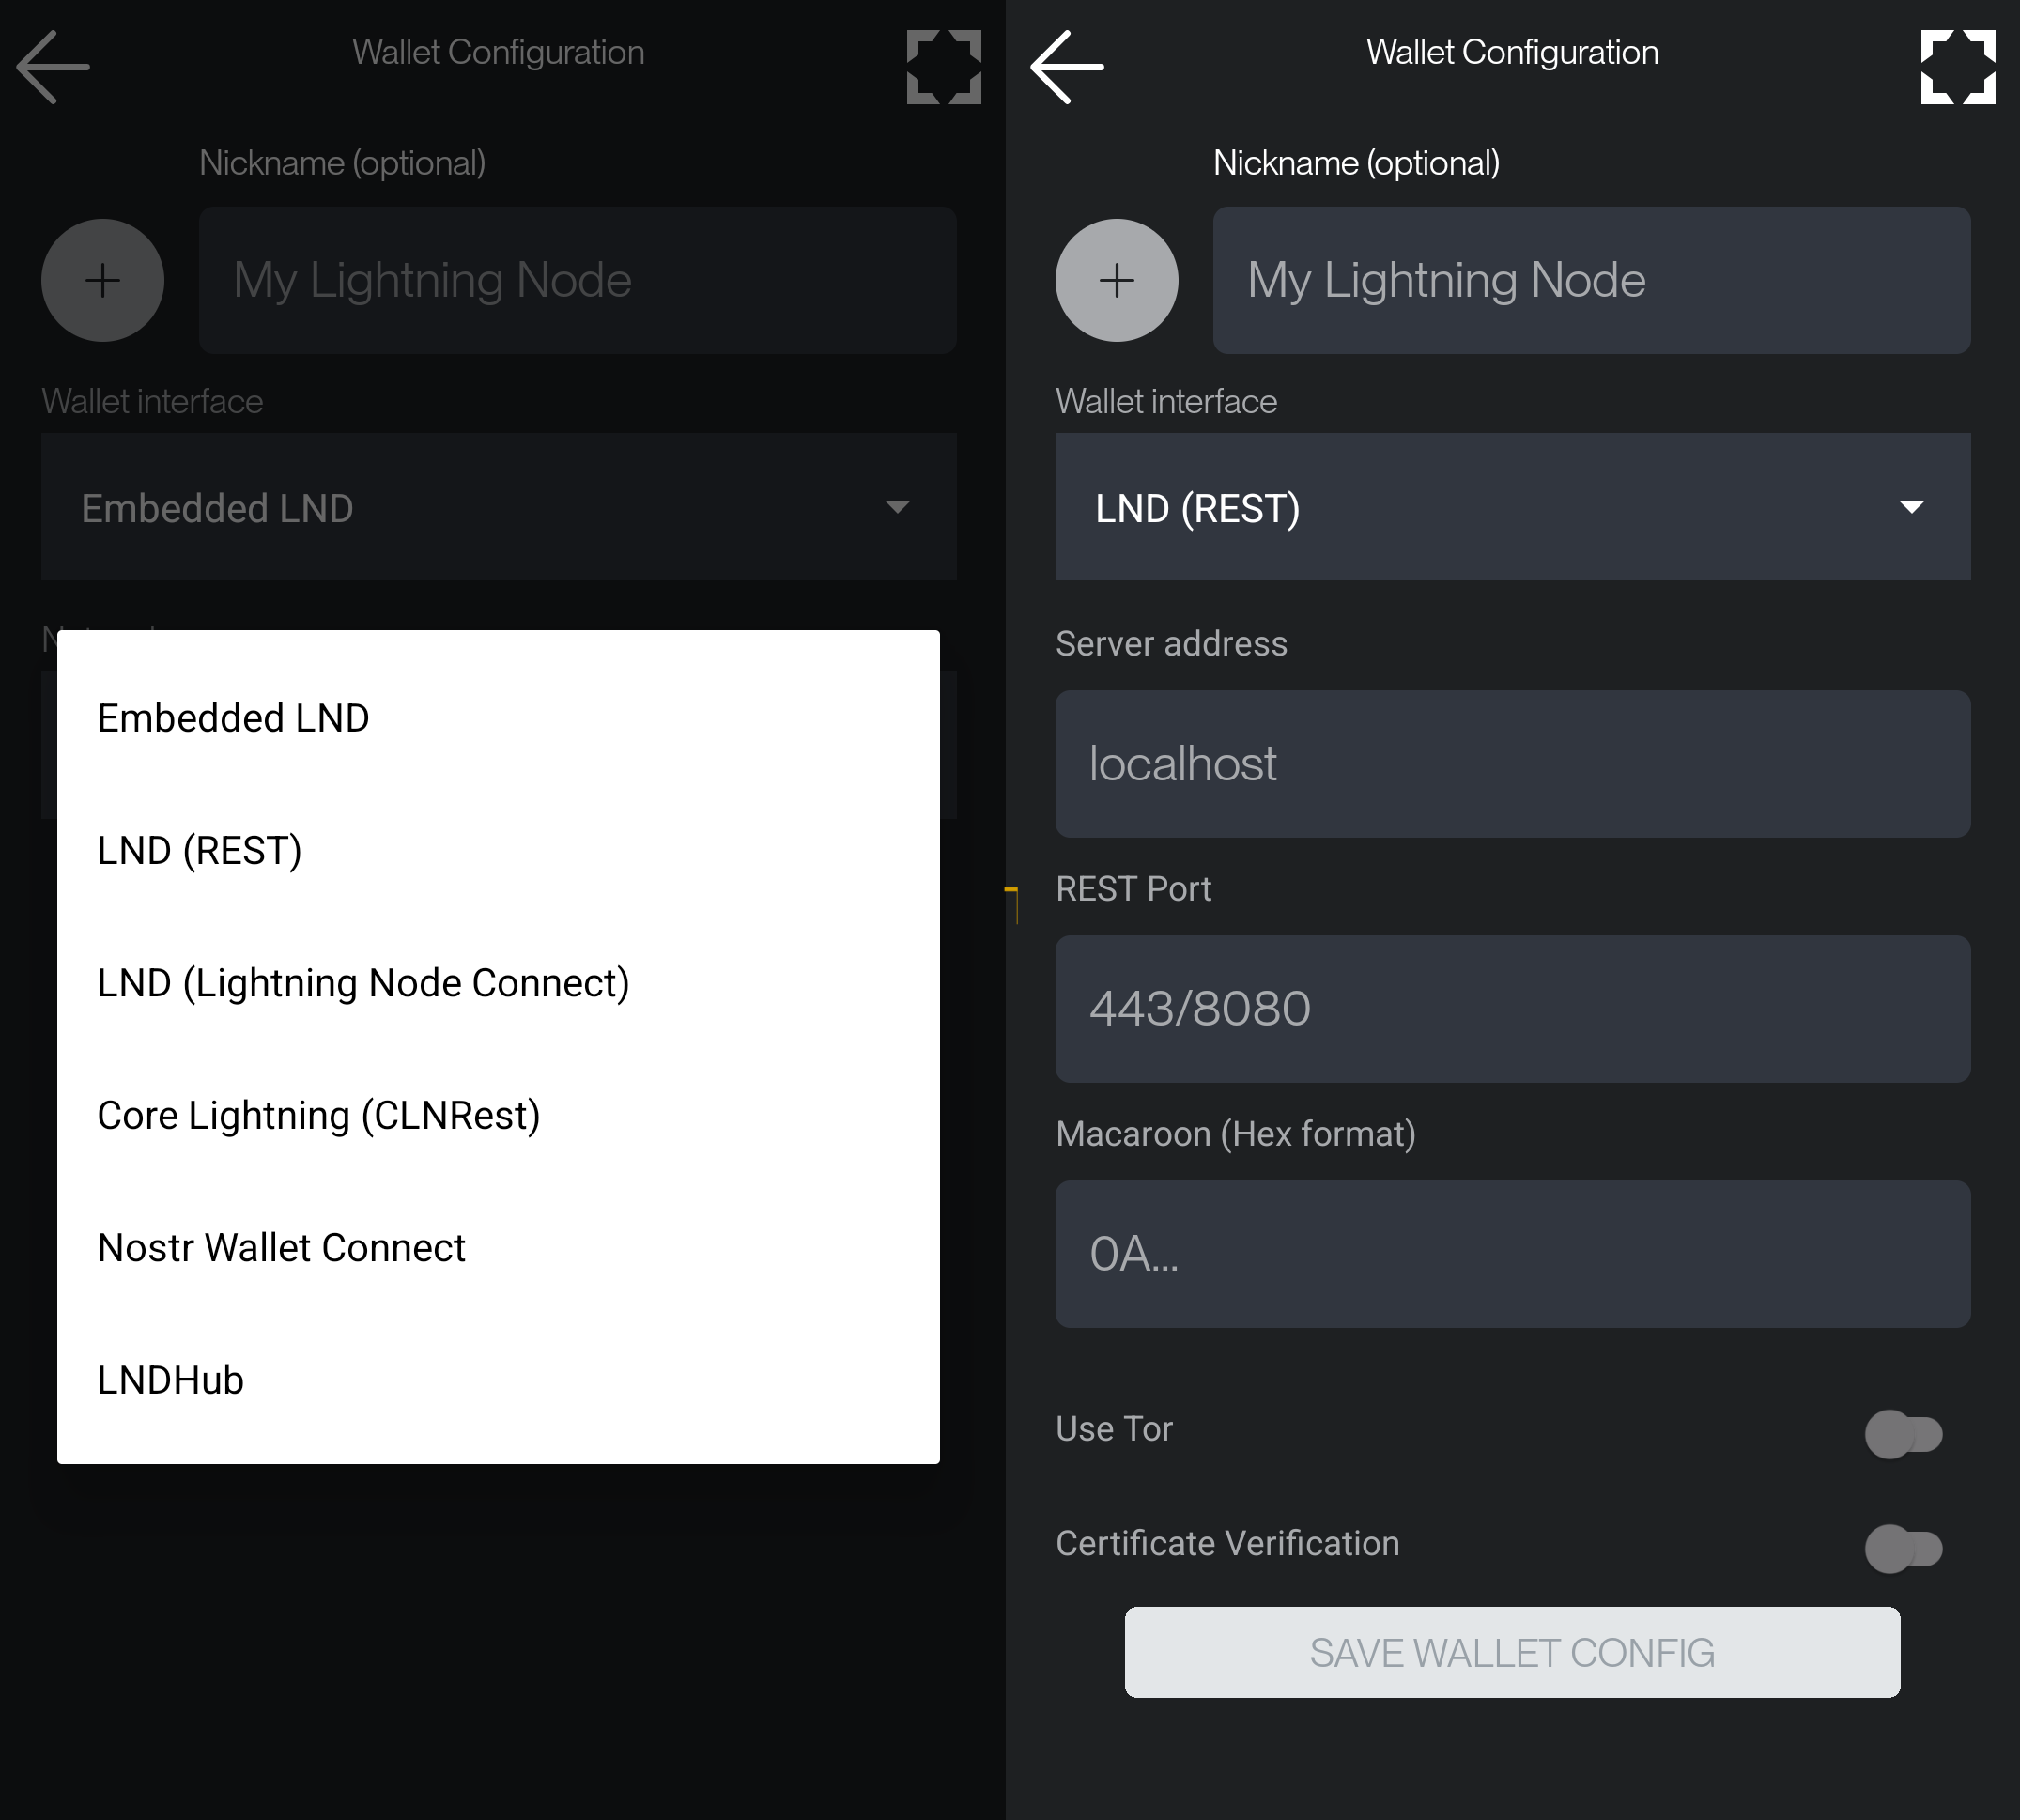 Wallet Configuration
Nickname (optional)
My Lightning Node
Wallet interface
Embedded LND
Embedded LND
LND (REST)
LND (Lightning Node Connect)
Core Lightning (CLNRest)
Nostr Wallet Connect
LNDHub
Wallet Configuration
Nickname (optional)
My Lightning Node
Wallet interface
LND (REST)
Server address
localhost
REST Port
443/8080
Macaroon (Hex format)
0A...
Use Tor
Certificate Verification
SAVE WALLET CONFIG